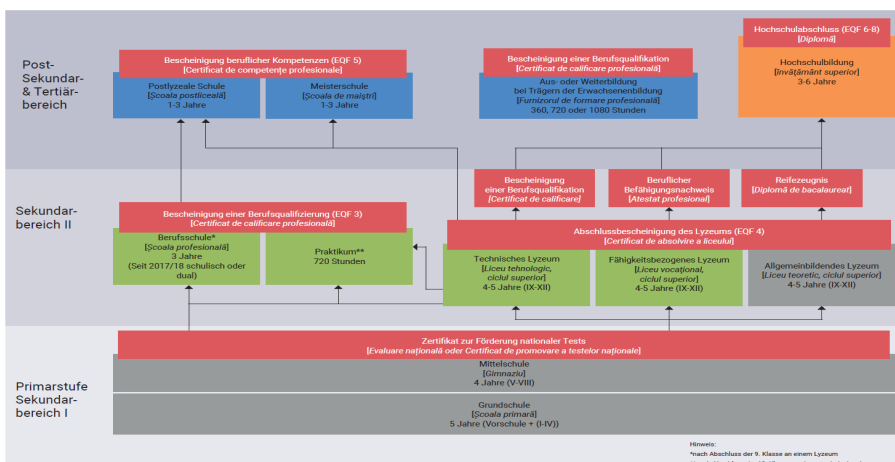 Post-
Sekundar-
& Tertiär-
bereich
Bescheinigung beruflicher Kompetenzen (EQF 5)
[Certificat de competențe profesionale]
Postlyzeale Schule
[Școala postliceală]
1-3 Jahre
Meisterschule
[Școala de maiștri]
1-3 Jahre
Bescheinigung einer Berufsqualifikation
[Certificat de calificare profesională]
Aus- oder Weiterbildung
bei Trägern der Erwachsenenbildung
[Furnizorul de formare profesională]
360, 720 oder 1080 Stunden
Hochschulabschluss (EQF 6-8)
[Diplomă]
Hochschulbildung
[învățământ superior]
3-6 Jahre
Sekundar-
bereich II
Bescheinigung einer Berufsqualifizierung (EQF 3)
[Certificat de calificare profesională]
Berufsschule*
[Școala profesională]
3 Jahre
(Seit 2017/18 schulisch oder
dual)
Praktikum**
720 Stunden
Bescheinigung
einer Berufsqualifikation
[Certificat de calificare]
Beruflicher
Befähigungsnachweis
[Atestat profesional]
Reifezeugnis
[Diplomă de bacalaureat]
Abschlussbescheinigung des Lyzeums (EQF 4)
[Certificat de absolvire a liceului]
Technisches Lyzeum
[Liceu tehnologic,
ciclul superior]
4-5 Jahre (IX-XII)
Fähigkeitsbezogenes Lyzeum
[Liceu vocațional,
ciclul superior]
4-5 Jahre (IX-XII)
Allgemeinbildendes Lyzeum
[Liceu teoretic, ciclul superior]
4-5 Jahre (IX-XII)
Primarstufe
Sekundar-
bereich I
Zertifikat zur Förderung nationaler Tests
[Evaluare națională oder Certificat de promovare a testelor naționale]
Mittelschule
[Gimnaziu]
4 Jahre (V-VIII)
Grundschule
[Școala primară]
5 Jahre (Vorschule + (I-IV))
Hinweis:
*nach Abschluss der 9. Klasse an einem Lyzeum